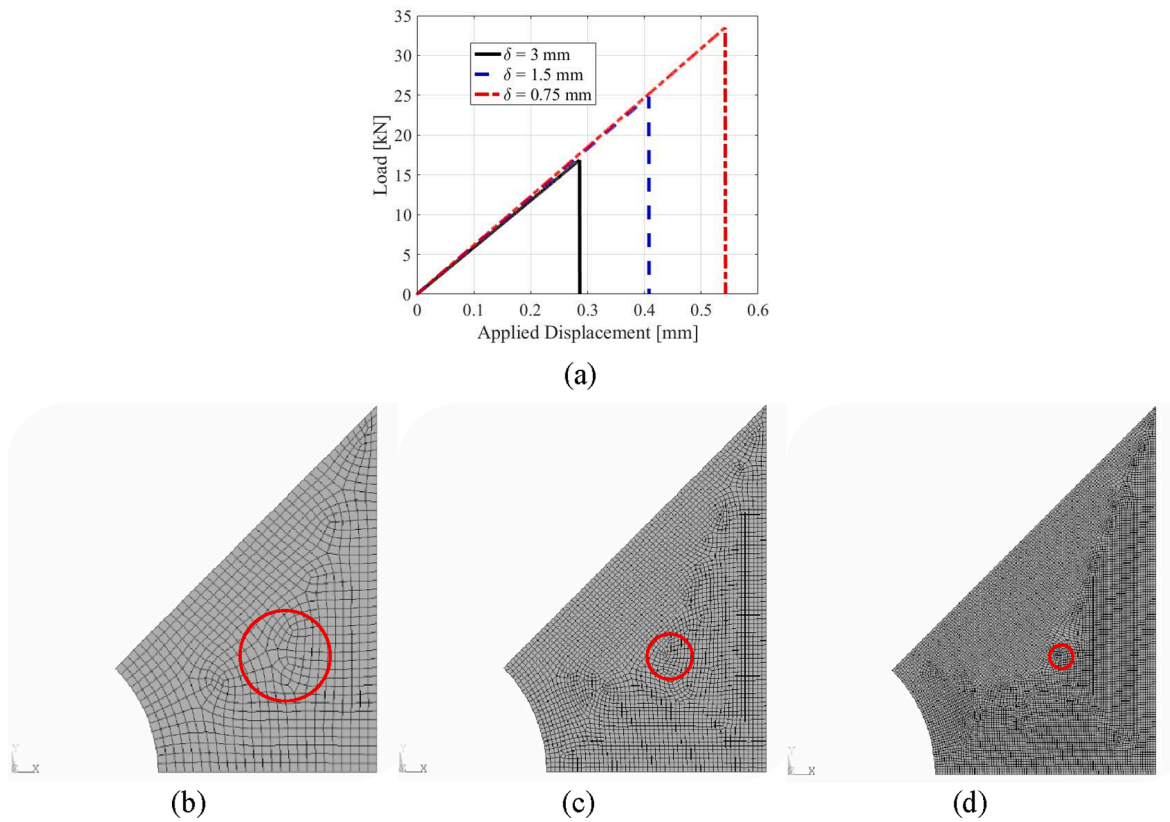 35
30
25
20
15
10
5
0
Load [kN]
δ = 3 mm
δ = 1.5 mm
δ = 0.75 mm
0 0.1 0.2 0.3 0.4 0.5 0.6
Applied Displacement [mm]
(a)
Y
X
Y
X
Y
X
(b) (c) (d)